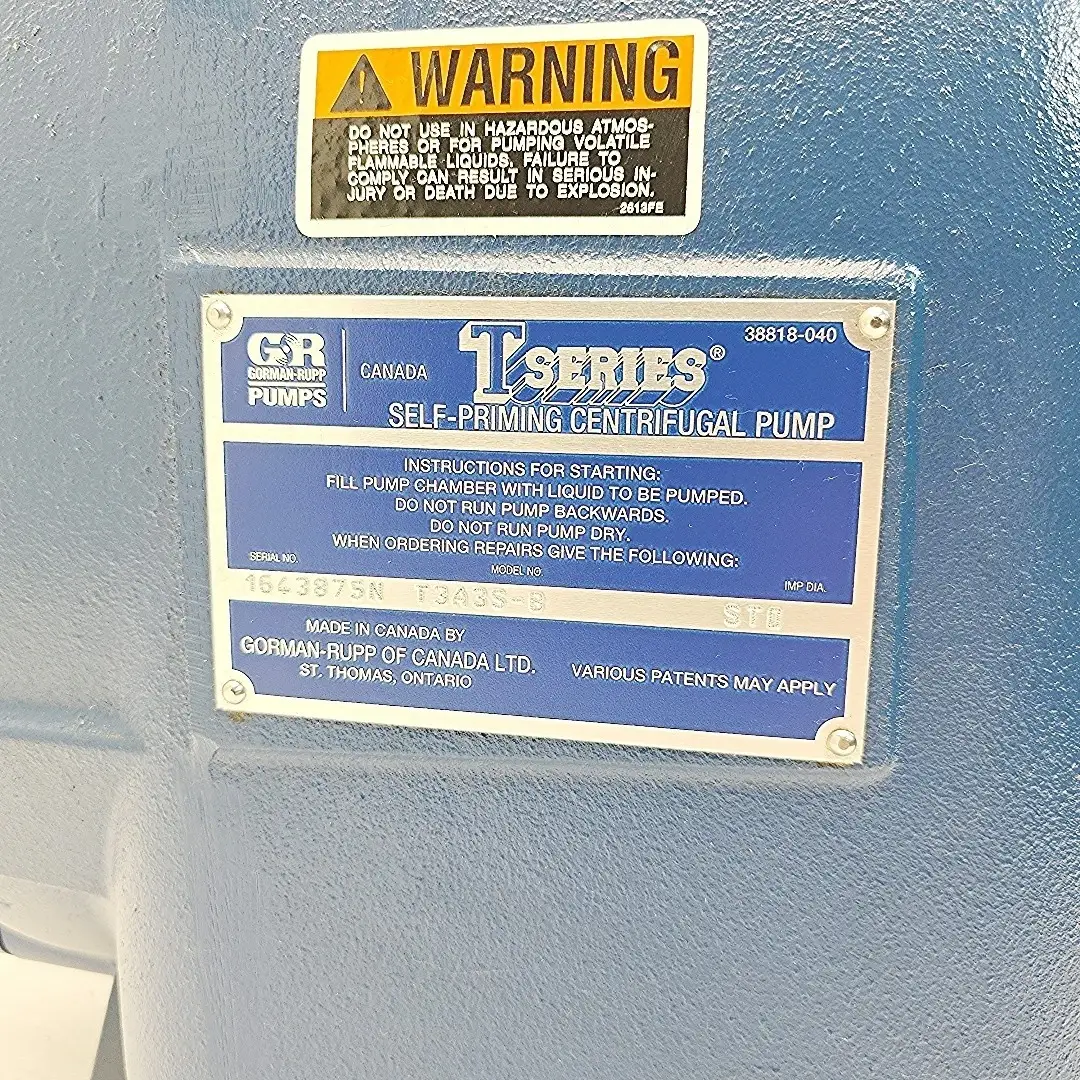 WARNING
DO NOT USE IN HAZARDOUS ATMOS-
PHERES OR FOR PUMPING VOLATILE
FLAMMABLE LIQUIDS. FAILURE TO
COMPLY CAN RESULT IN SERIOUS IN-
JURY OR DEATH DUE TO EXPLOSION.
2613FE
38818-040
GR
GORMAN-RUPP
PUMPS
CANADA
T SERIES®
SELF-PRIMING CENTRIFUGAL PUMP
INSTRUCTIONS FOR STARTING:
FILL PUMP CHAMBER WITH LIQUID TO BE PUMPED.
DO NOT RUN PUMP BACKWARDS.
DO NOT RUN PUMP DRY.
WHEN ORDERING REPAIRS GIVE THE FOLLOWING:
SERIAL NO. MODEL NO IMP DIA.
1643875N T3A3S-B STD
MADE IN CANADA BY
GORMAN-RUPP OF CANADA LTD.
ST. THOMAS, ONTARIO
VARIOUS PATENTS MAY APPLY